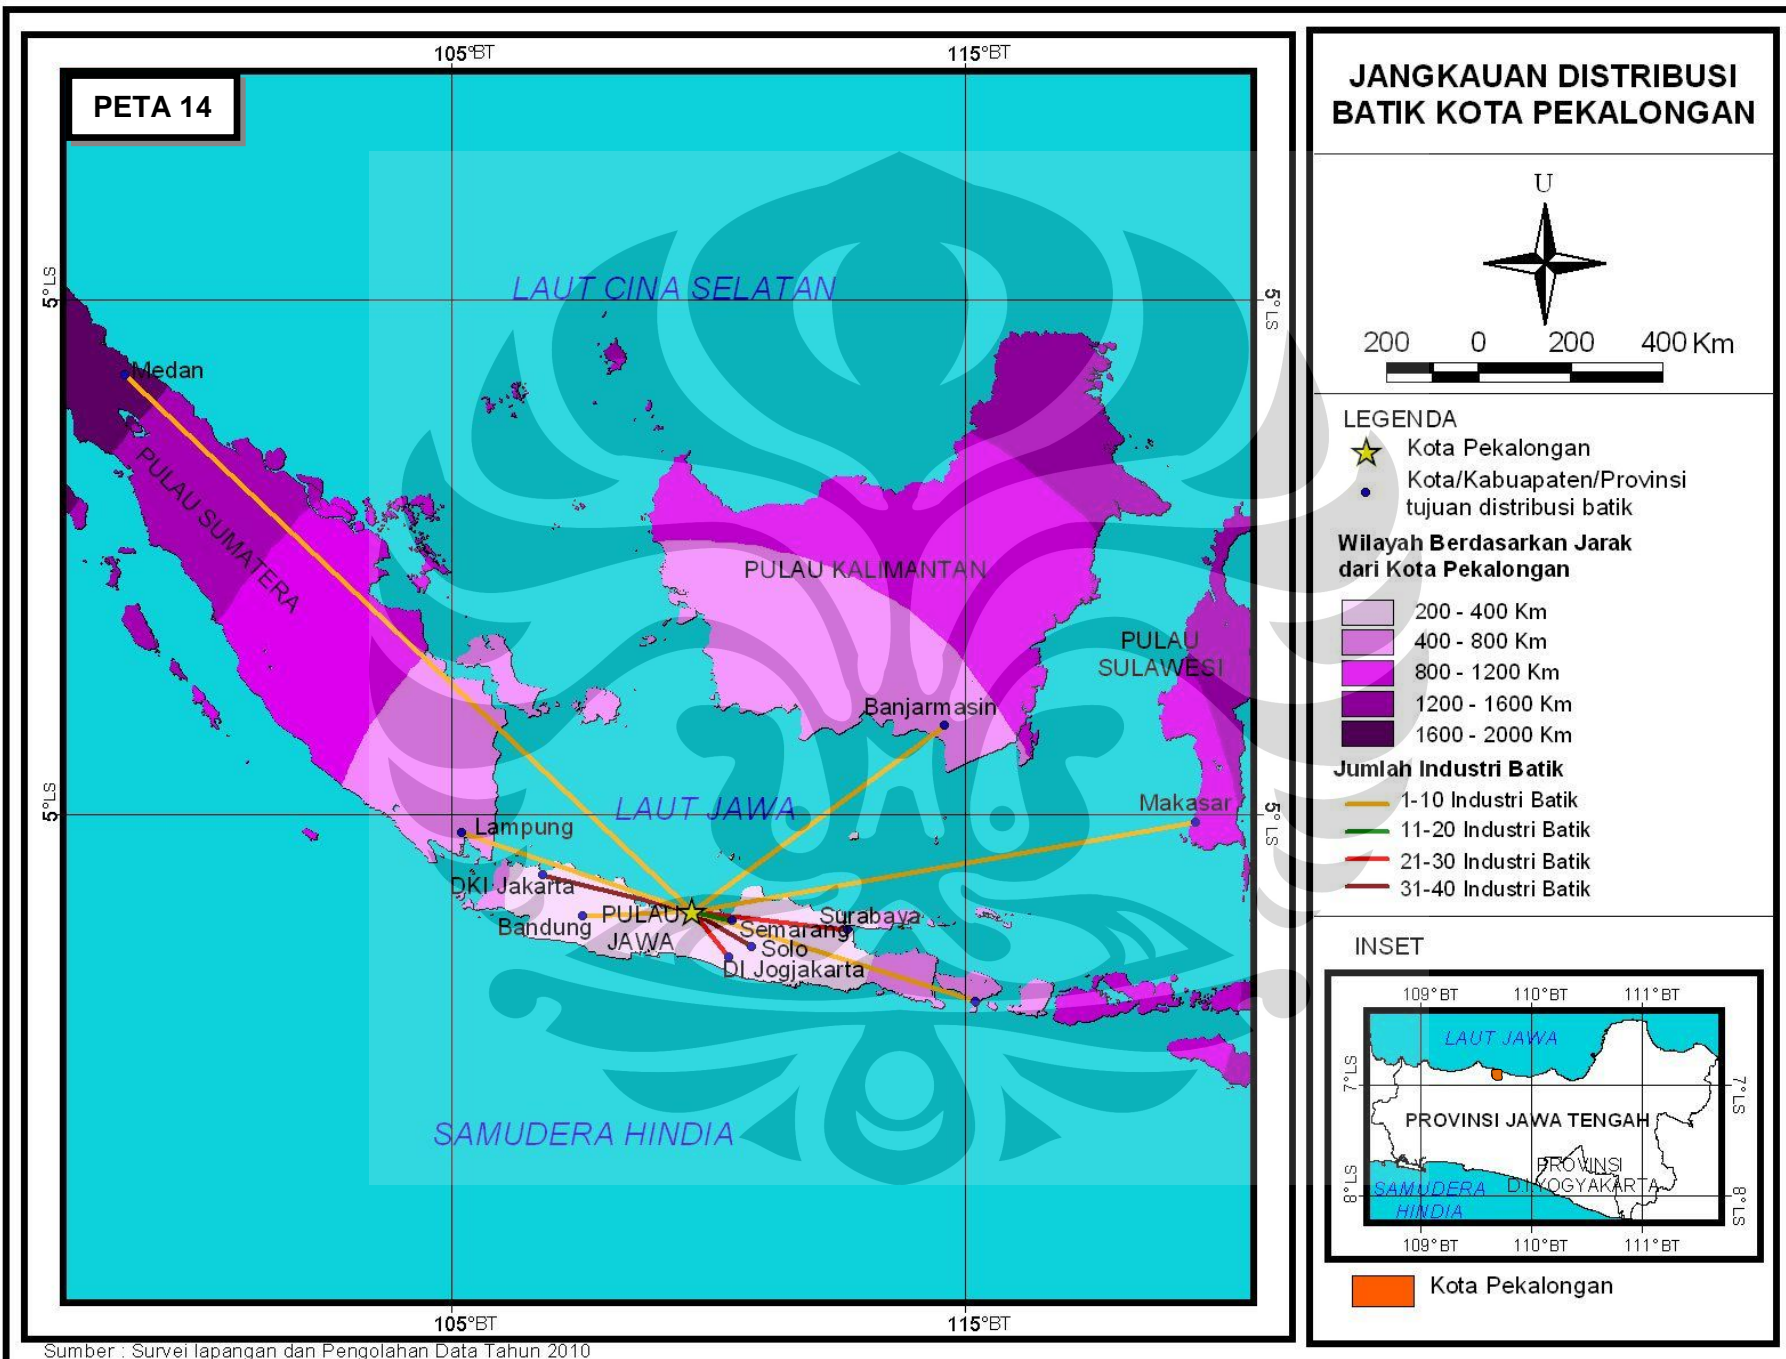 PETA 14
105°BT
115°BT
5°LS
5°LS
LAUT CINA SELATAN
Medan
PULAU SUMATERA
PULAU KALIMANTAN
PULAU
SULAWESI
Banjarmasin
Makasar
5°LS
5°LS
LAUT JAWA
Lampung
DKI Jakarta
Bandung
PULAU
JAWA
Surabaya
Semarang
Solo
DI Jogjakarta
SAMUDERA HINDIA
105°BT
115°BT
Sumber : Survei lapangan dan Pengolahan Data Tahun 2010
JANGKAUAN DISTRIBUSI
BATIK KOTA PEKALONGAN
U
200 0 200 400 Km
LEGENDA
Kota Pekalongan
Kota/Kabuapaten/Provinsi
tujuan distribusi batik
Wilayah Berdasarkan Jarak
dari Kota Pekalongan
200 - 400 Km
400 - 800 Km
800 - 1200 Km
1200 - 1600 Km
1600 - 2000 Km
Jumlah Industri Batik
1-10 Industri Batik
11-20 Industri Batik
21-30 Industri Batik
31-40 Industri Batik
INSET
109°BT 110°BT 111°BT
LAUT JAWA
7°LS
7°LS
PROVINSI JAWA TENGAH
PROVINSI
D.I.YOGYAKARTA
SAMUDERA
HINDIA
8°LS
8°LS
109°BT 110°BT 111°BT
Kota Pekalongan